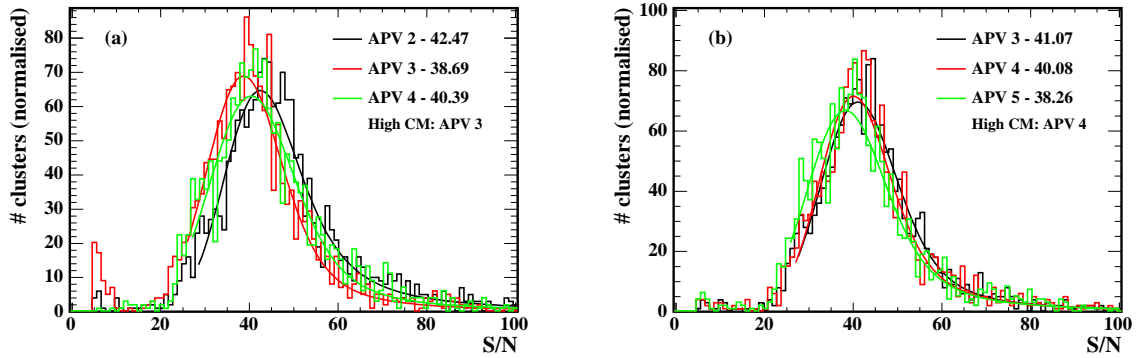 # clusters (normalised)
80
70
60
50
40
30
20
10
0
(a)
APV 2 - 42.47
APV 3 - 38.69
APV 4 - 40.39
High CM: APV 3
0 20 40 60 80 100
S/N
# clusters (normalised)
100
80
60
40
20
0
(b)
APV 3 - 41.07
APV 4 - 40.08
APV 5 - 38.26
High CM: APV 4
0 20 40 60 80 100
S/N